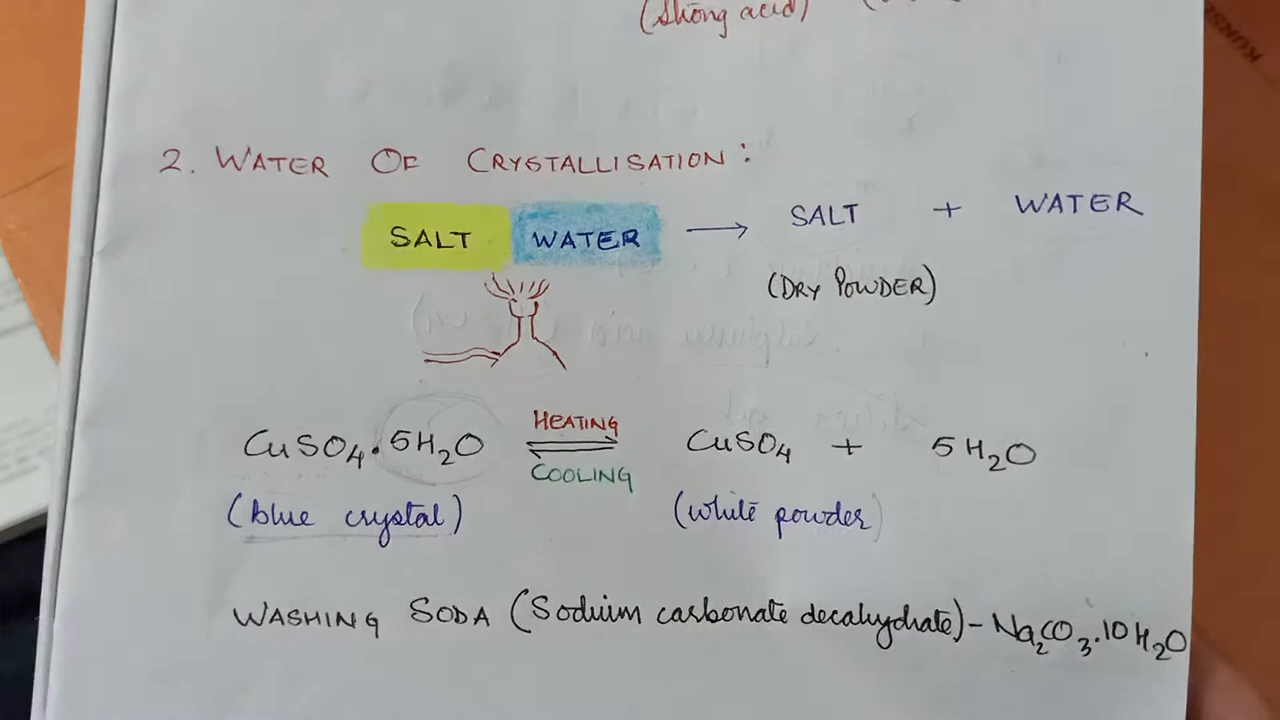 (strong acid)
2. WATER OF CRYSTALLISATION :
SALT WATER → SALT + WATER
(DRY POWDER)
HEATING
CuSO₄.5H₂O ⇌ CuSO₄ + 5H₂O
COOLING
(blue crystal) (white powder)
WASHING SODA (Sodium carbonate decahydrate) – Na₂CO₃.10H₂O